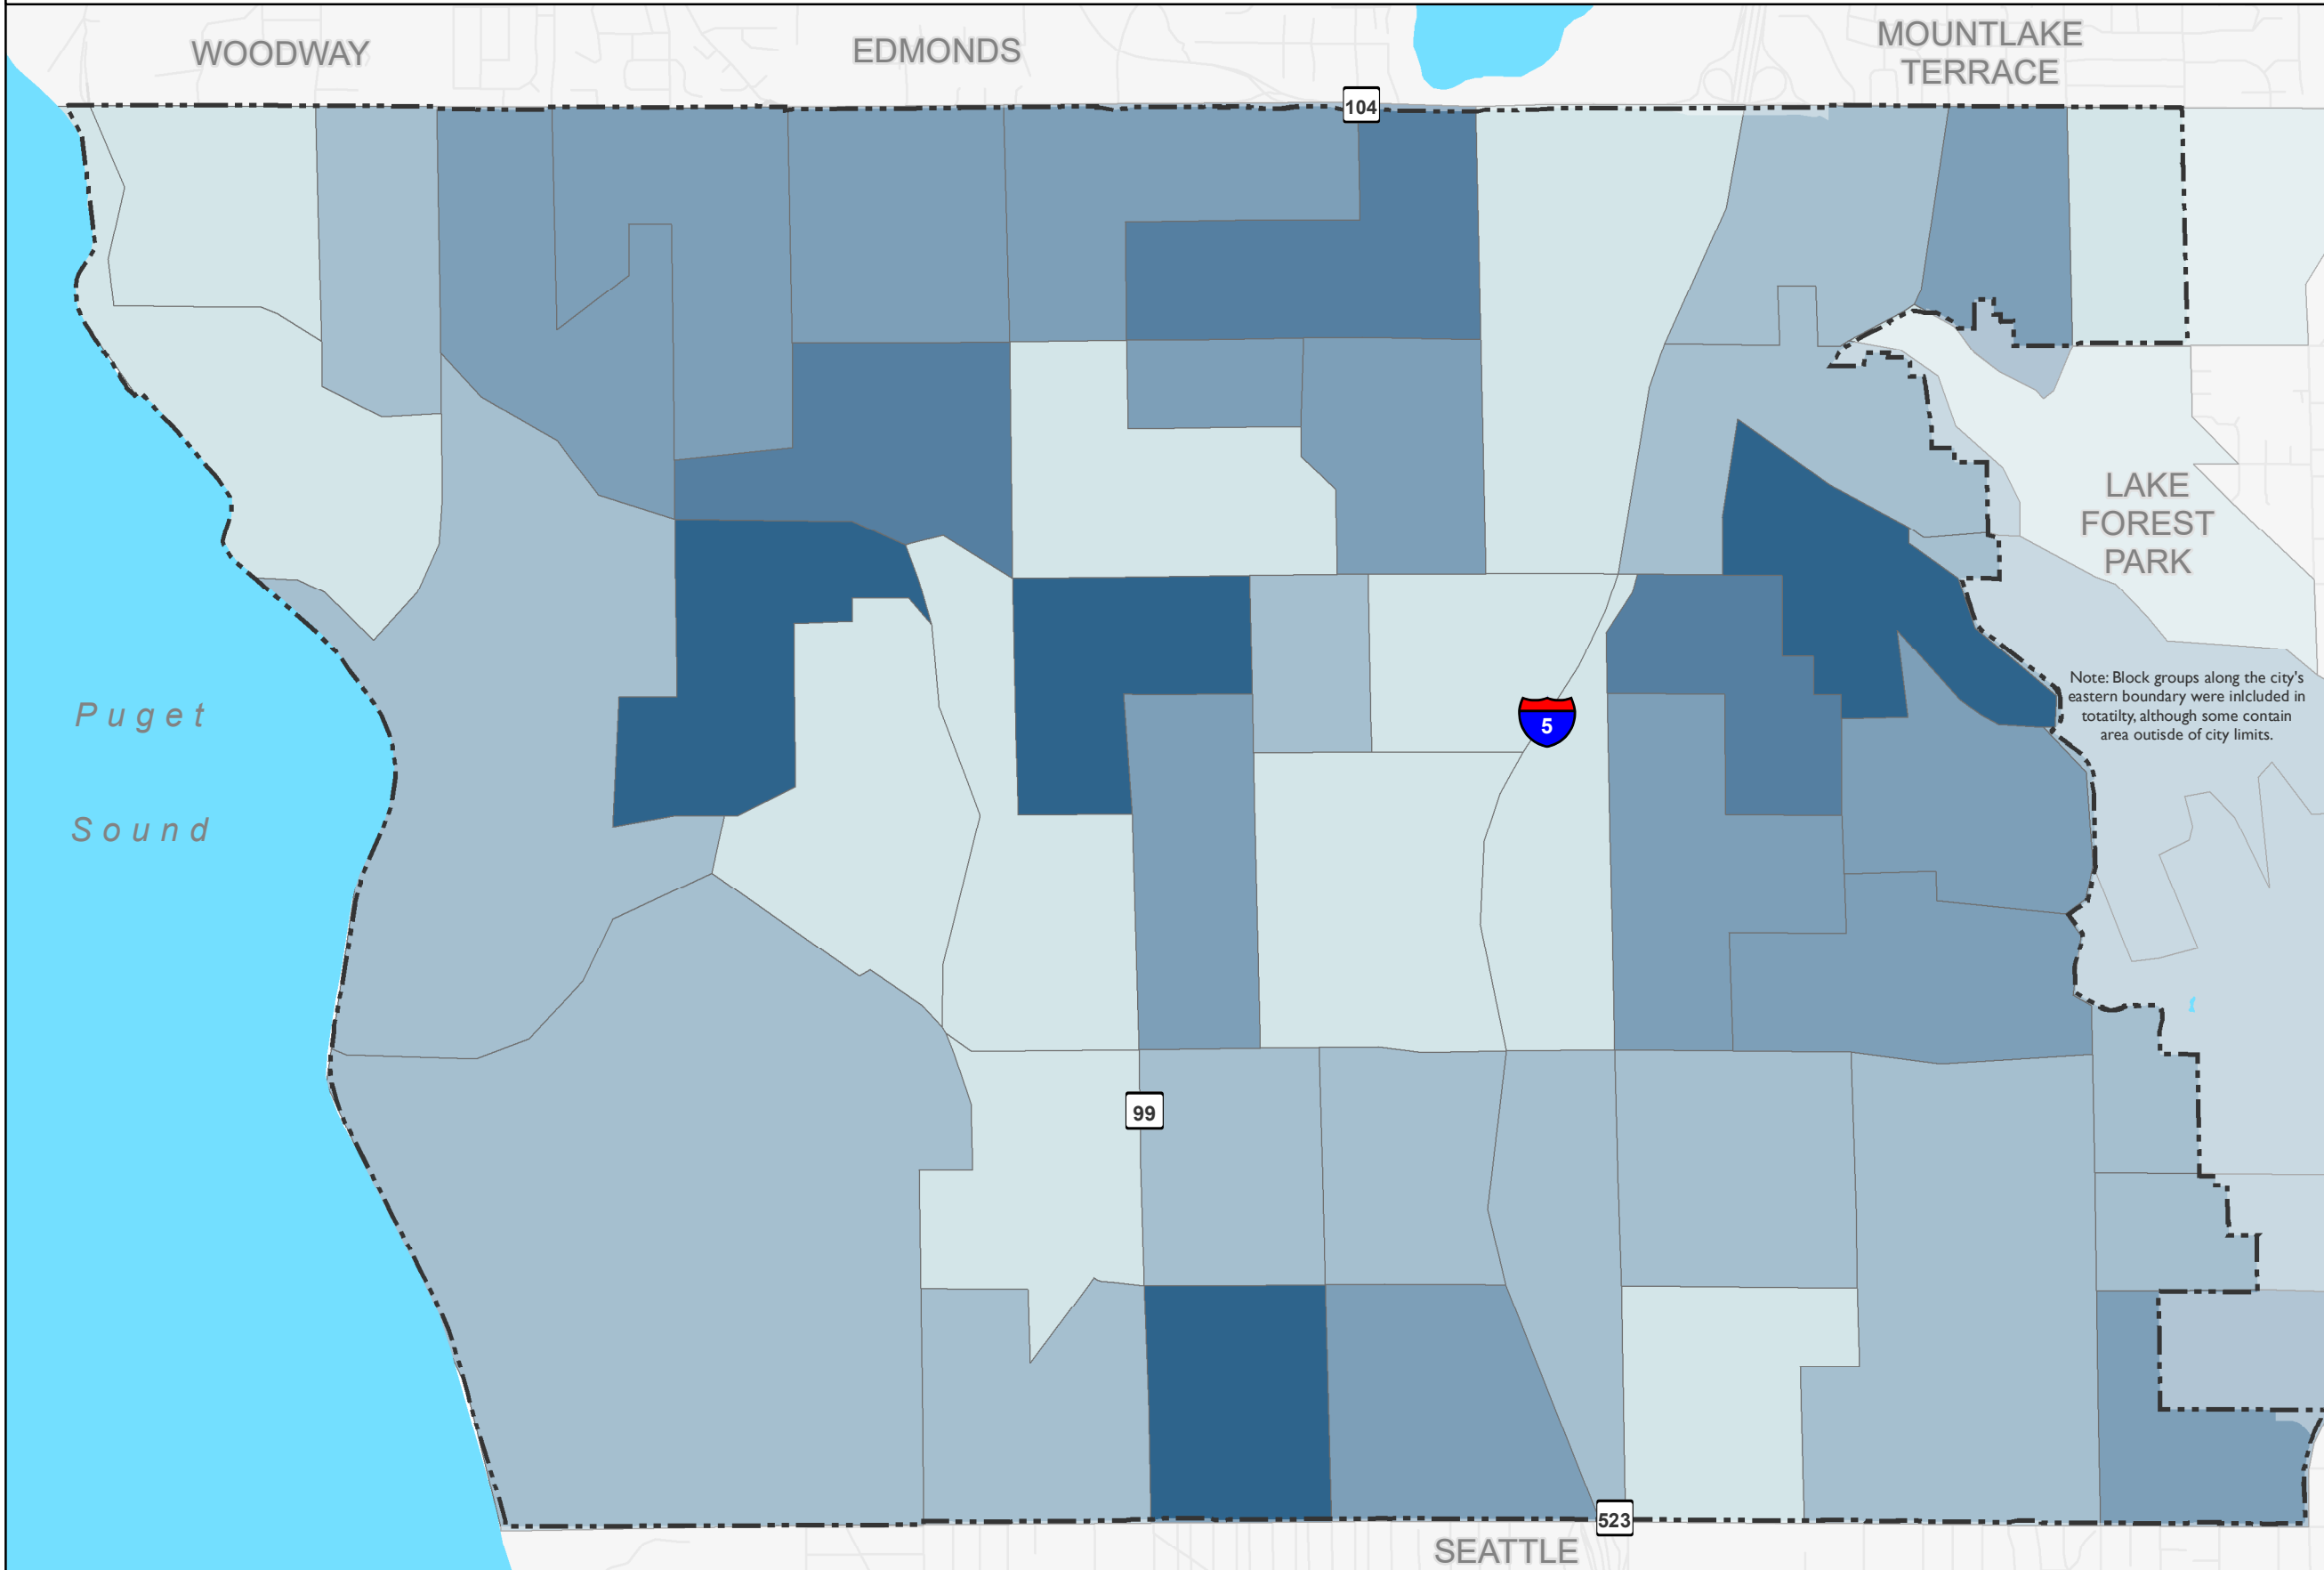 WOODWAY
EDMONDS
MOUNTLAKE
TERRACE
104
LAKE
FOREST
PARK
Note: Block groups along the city's
eastern boundary were inlcluded in
totatilty, although some contain
area outisde of city limits.
Puget
Sound
5
99
523
SEATTLE